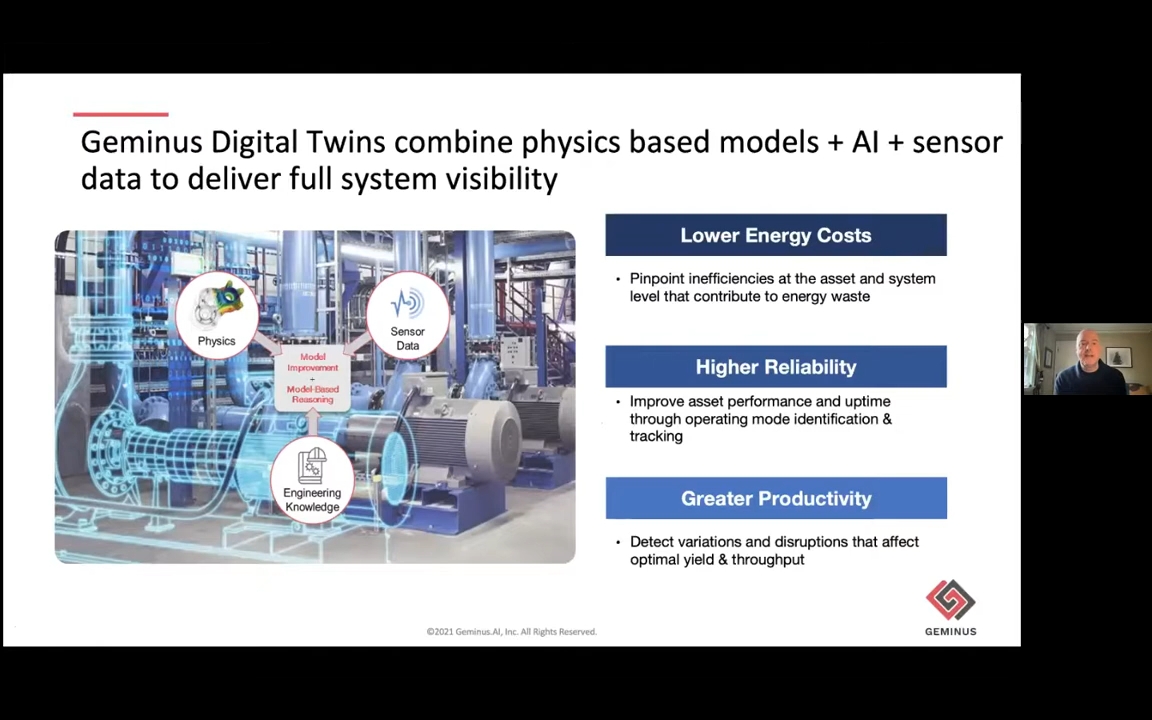 Geminus Digital Twins combine physics based models + AI + sensor
data to deliver full system visibility
Physics
Sensor
Data
Model
Improvement
+
Model-Based
Reasoning
Engineering
Knowledge
Lower Energy Costs
• Pinpoint inefficiencies at the asset and system
level that contribute to energy waste
Higher Reliability
• Improve asset performance and uptime
through operating mode identification &
tracking
Greater Productivity
• Detect variations and disruptions that affect
optimal yield & throughput
GEMINUS
©2021 Geminus.AI, Inc. All Rights Reserved.